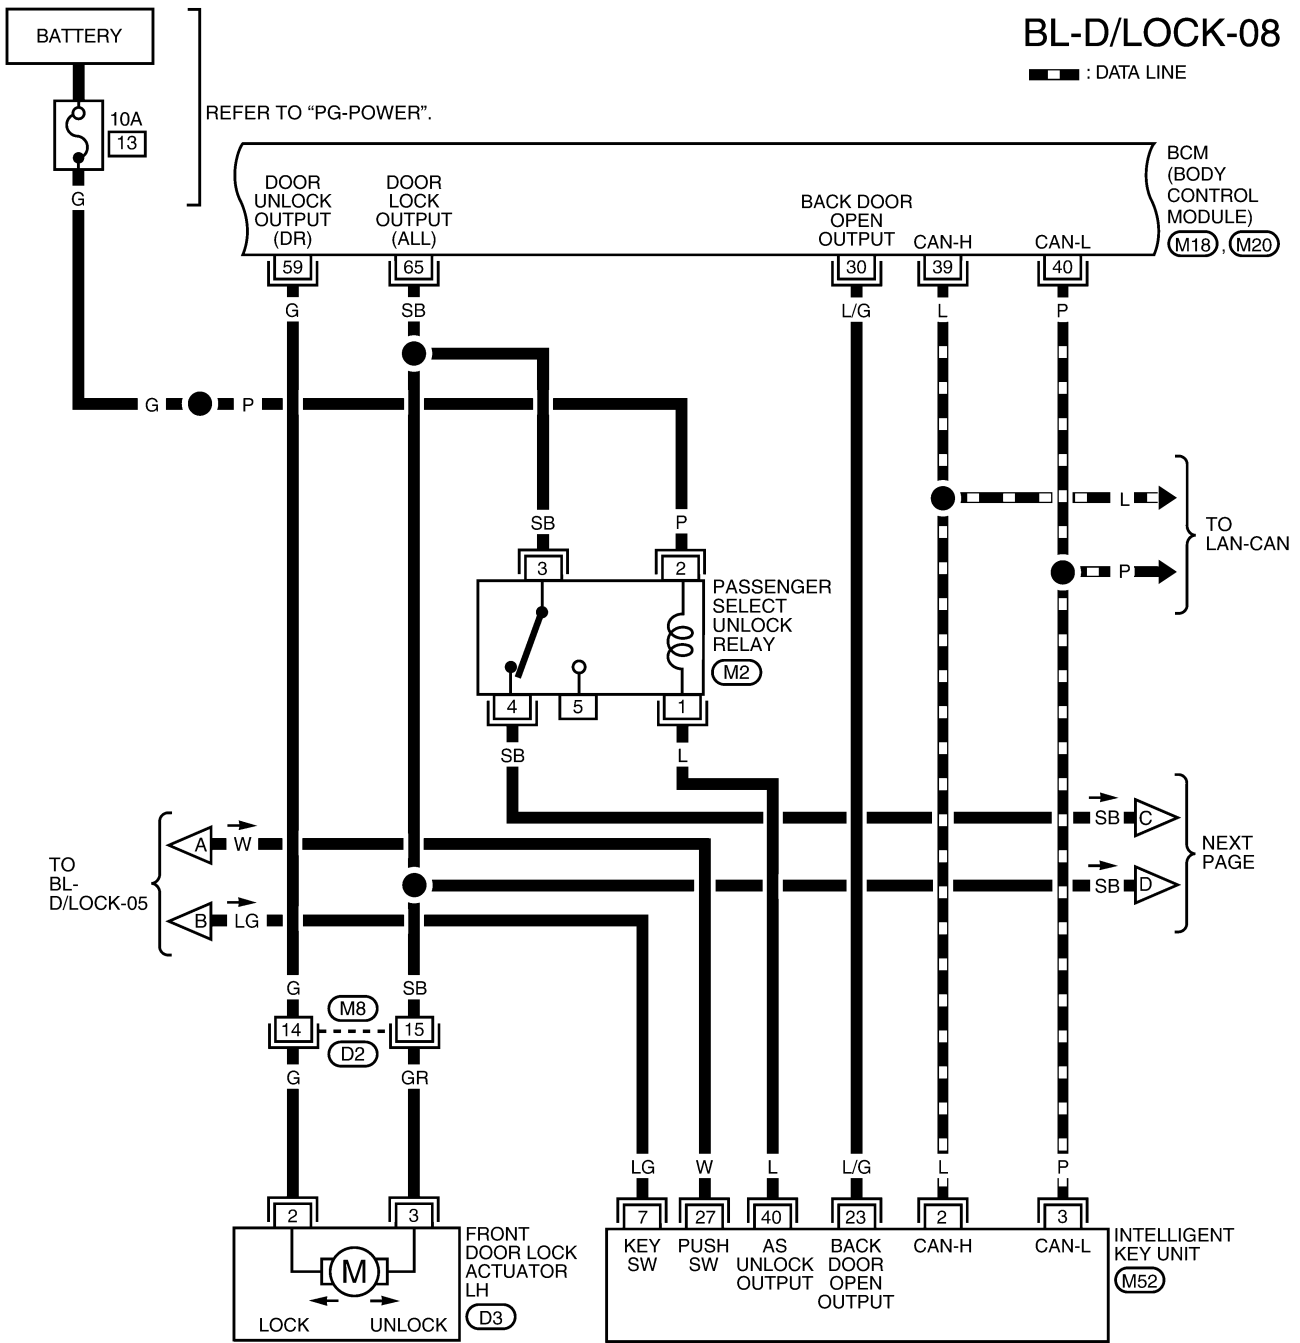 BATTERY
BL-D/LOCK-08
: DATA LINE
10A
13
REFER TO “PG-POWER”.
G
BCM
(BODY
CONTROL
MODULE)
M18 , M20
DOOR
UNLOCK
OUTPUT
(DR)
DOOR
LOCK
OUTPUT
(ALL)
BACK DOOR
OPEN
OUTPUT
CAN-H
CAN-L
59
65
30
39
40
G
SB
L/G
L
P
G
P
L
P
TO
LAN-CAN
SB
P
3
2
PASSENGER
SELECT
UNLOCK
RELAY
M2
4
5
1
SB
L
SB
C
A
W
TO
BL-
D/LOCK-05
NEXT
PAGE
SB
D
B
LG
G
SB
M8
14
15
D2
G
GR
LG
W
L
L/G
L
P
2
3
7
27
40
23
2
3
FRONT
DOOR LOCK
ACTUATOR
LH
D3
M
LOCK
UNLOCK
KEY
SW
PUSH
SW
AS
UNLOCK
OUTPUT
BACK
DOOR
OPEN
OUTPUT
CAN-H
CAN-L
INTELLIGENT
KEY UNIT
M52